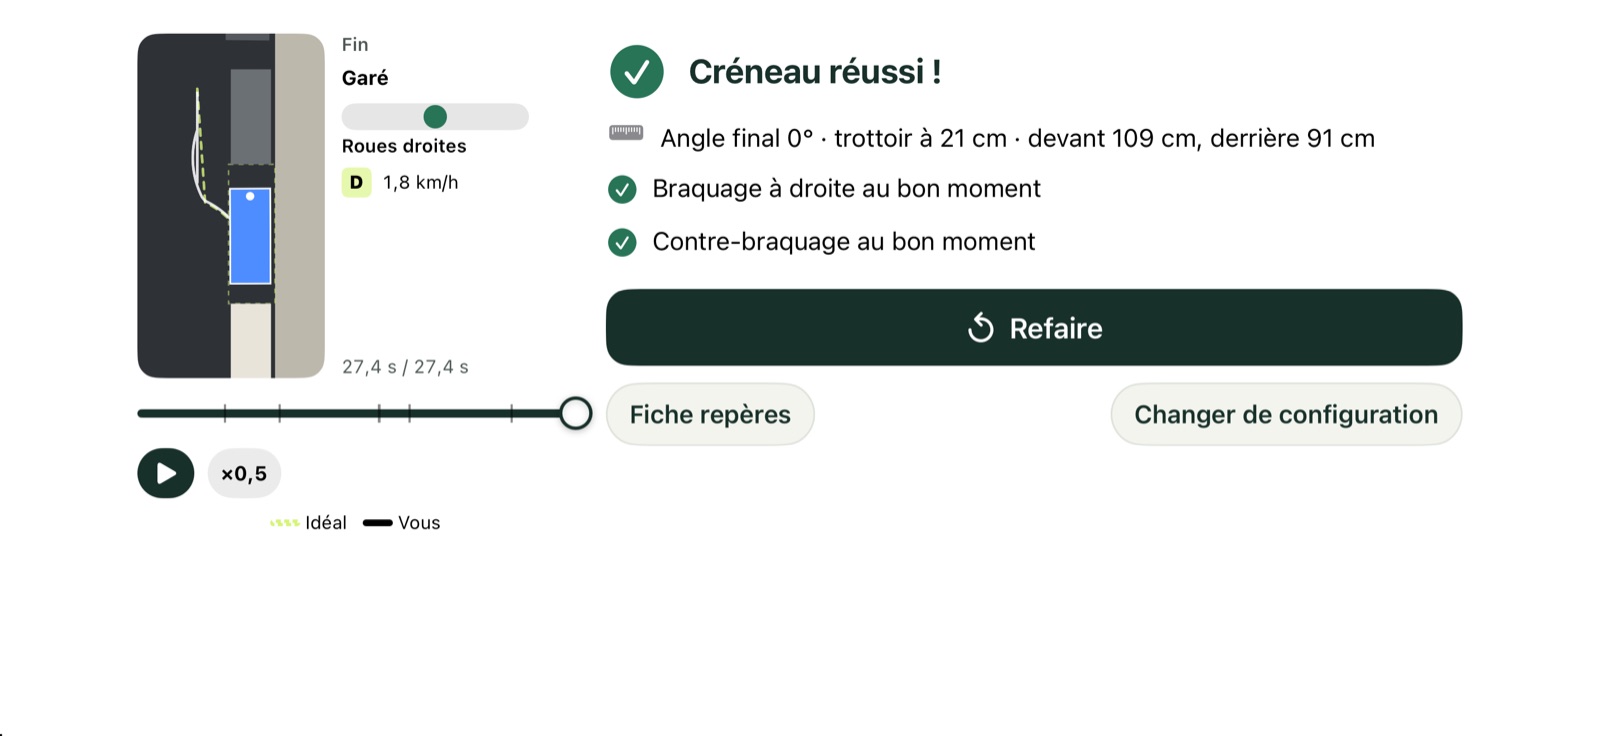 Fin
Garé
Roues droites
D 1,8 km/h
27,4 s / 27,4 s
×0,5
Idéal Vous
Créneau réussi !
Angle final 0° · trottoir à 21 cm · devant 109 cm, derrière 91 cm
Braquage à droite au bon moment
Contre-braquage au bon moment
Refaire
Fiche repères
Changer de configuration